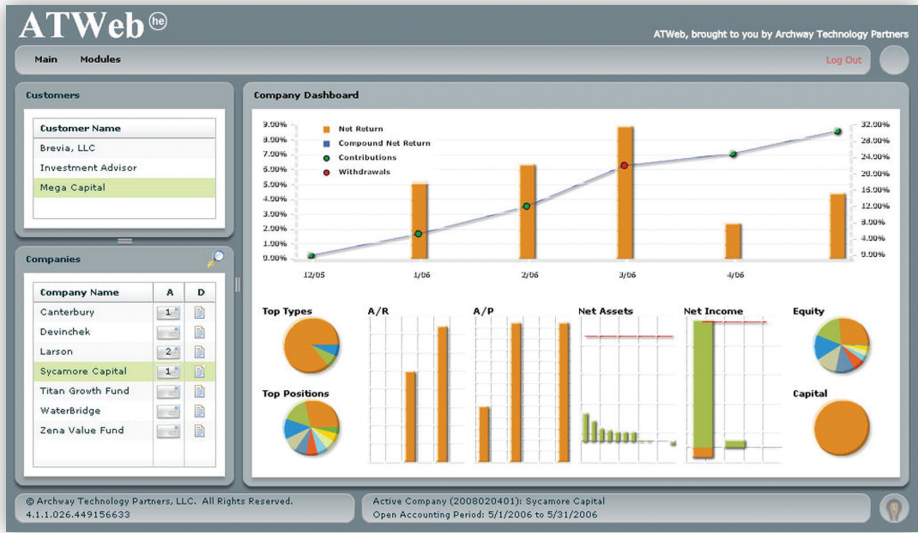 ATWeb he
ATWeb, brought to you by Archway Technology Partners
Main Modules Log Out
Customers
Customer Name
Brevia, LLC
Investment Advisor
Mega Capital
Companies
Company Name A D
Canterbury 1
Devinchek
Larson 2
Sycamore Capital 1
Titan Growth Fund
WaterBridge
Zena Value Fund
Company Dashboard
Net Return
Compound Net Return
Contributions
Withdrawals
9.00%
8.00%
7.00%
6.00%
5.00%
4.00%
3.00%
2.00%
1.00%
32.00%
28.00%
24.00%
20.00%
16.00%
12.00%
8.00%
4.00%
12/05 1/06 2/06 3/06 4/06
Top Types A/R A/P Net Assets Net Income Equity
Top Positions Capital
© Archway Technology Partners, LLC. All Rights Reserved.
4.1.1.026.449156633
Active Company (2008020401): Sycamore Capital
Open Accounting Period: 5/1/2006 to 5/31/2006